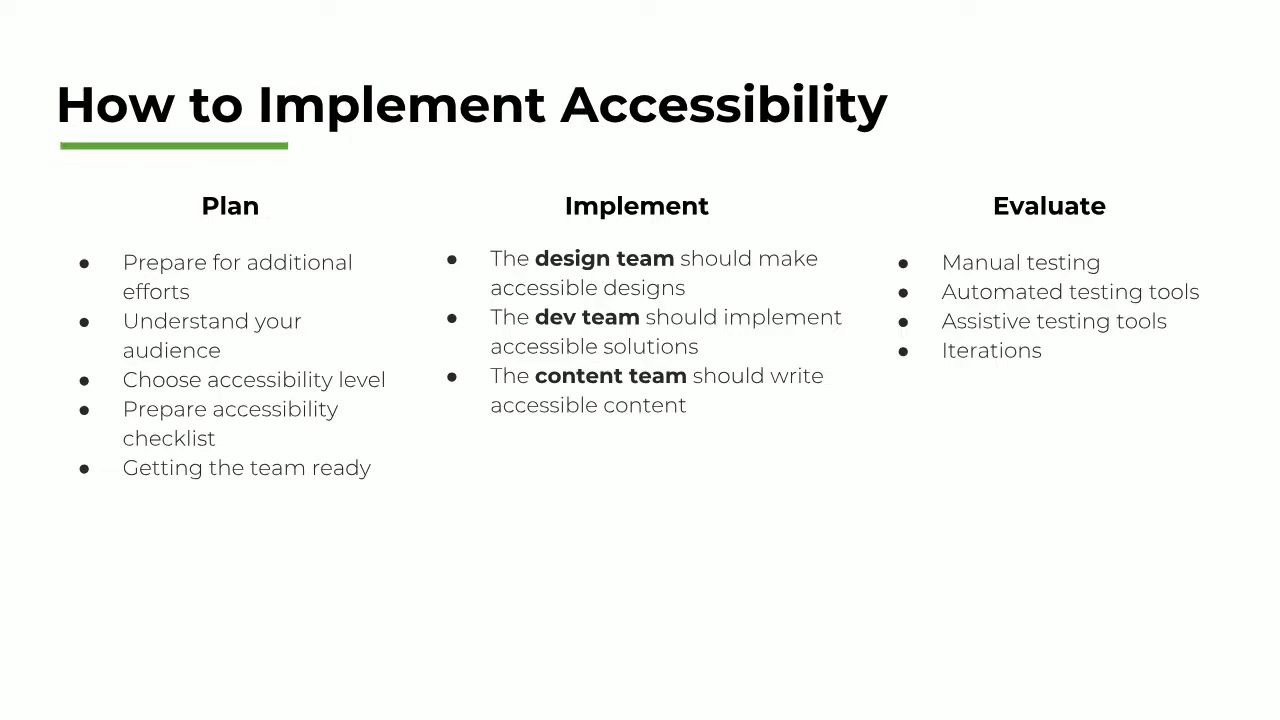 How to Implement Accessibility
Plan
● Prepare for additional
efforts
● Understand your
audience
● Choose accessibility level
● Prepare accessibility
checklist
● Getting the team ready
Implement
● The design team should make
accessible designs
● The dev team should implement
accessible solutions
● The content team should write
accessible content
Evaluate
● Manual testing
● Automated testing tools
● Assistive testing tools
● Iterations